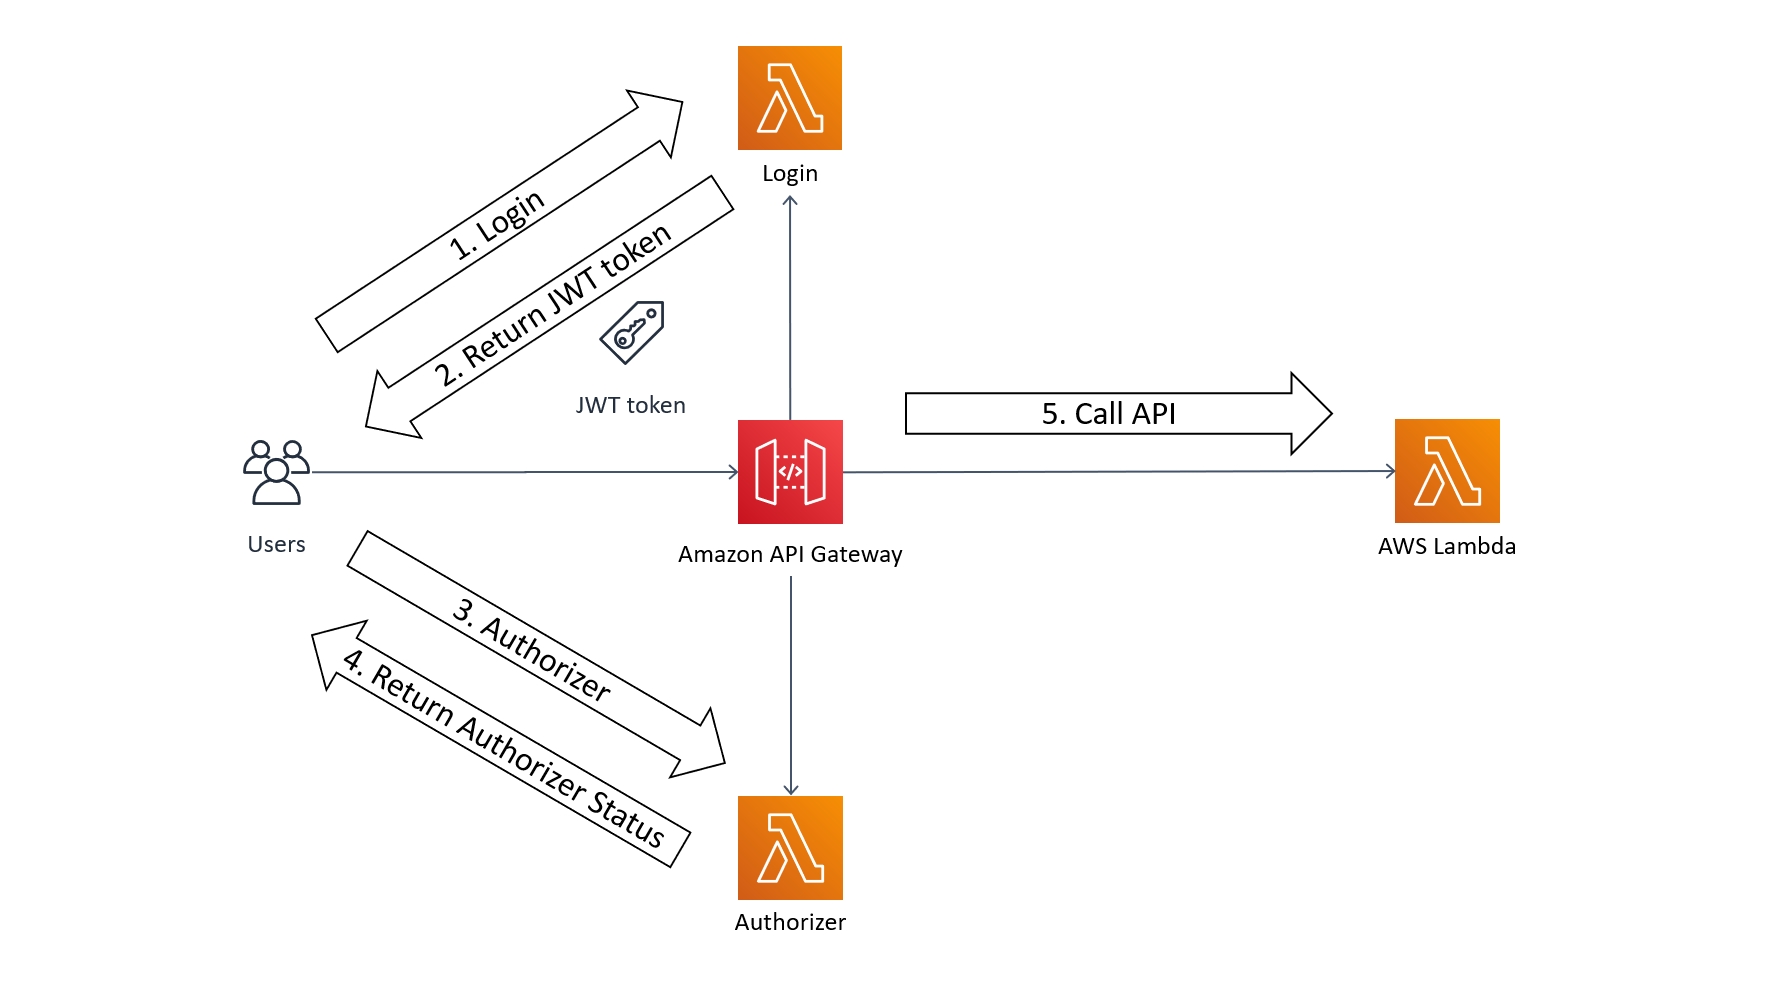 Login
1. Login
2. Return JWT token
JWT token
5. Call API
</>
Users
Amazon API Gateway
AWS Lambda
3. Authorizer
4. Return Authorizer Status
Authorizer